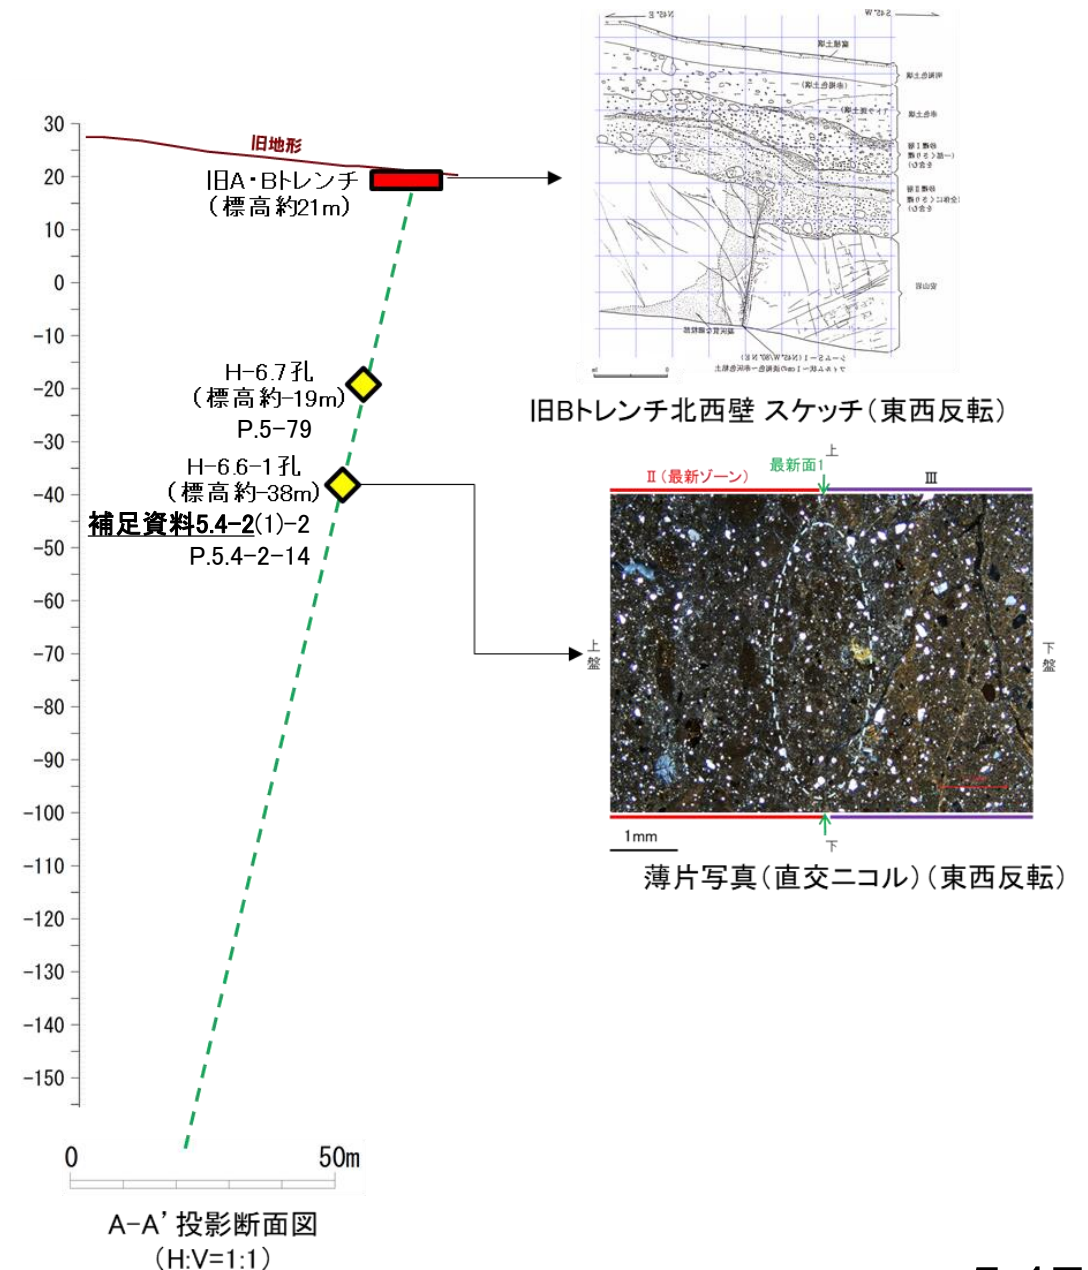 30
20
10
0
-10
-20
-30
-40
-50
-60
-70
-80
-90
-100
-110
-120
-130
-140
-150
旧地形
旧A・Bトレンチ
(標高約21m)
H-6.7孔
(標高約-19m)
P.5-79
H-6.6-1孔
(標高約-38m)
補足資料5.4-2(1)-2
P.5.4-2-14
0 50m
A-A’投影断面図
(H:V=1:1)
N42°E
S42°W
旧Bトレンチ北西壁 スケッチ(東西反転)
上
Ⅱ(最新ゾーン)
最新面1
Ⅲ
上盤
下盤
1mm
下
薄片写真(直交ニコル)(東西反転)